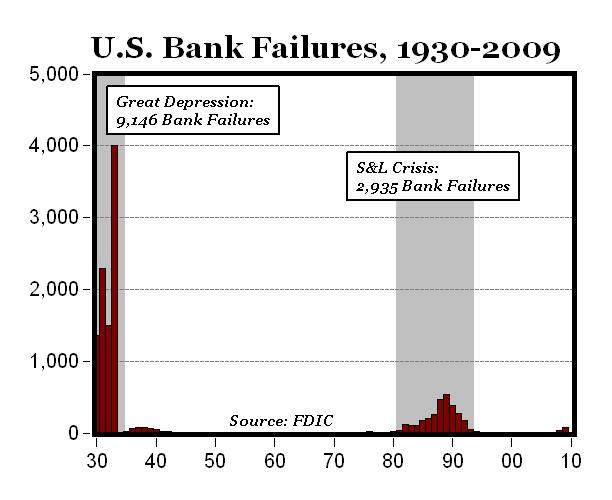 U.S. Bank Failures, 1930-2009
5,000
Great Depression:
9,146 Bank Failures
4,000
S&L Crisis:
2,935 Bank Failures
3,000
2,000
1,000
Source: FDIC
0
30 40 50 60 70 80 90 00 10